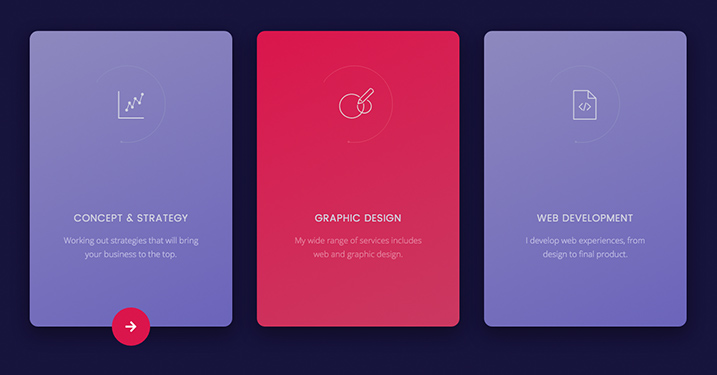 CONCEPT & STRATEGY
Working out strategies that will bring
your business to the top.
GRAPHIC DESIGN
My wide range of services includes
web and graphic design.
WEB DEVELOPMENT
I develop web experiences, from
design to final product.